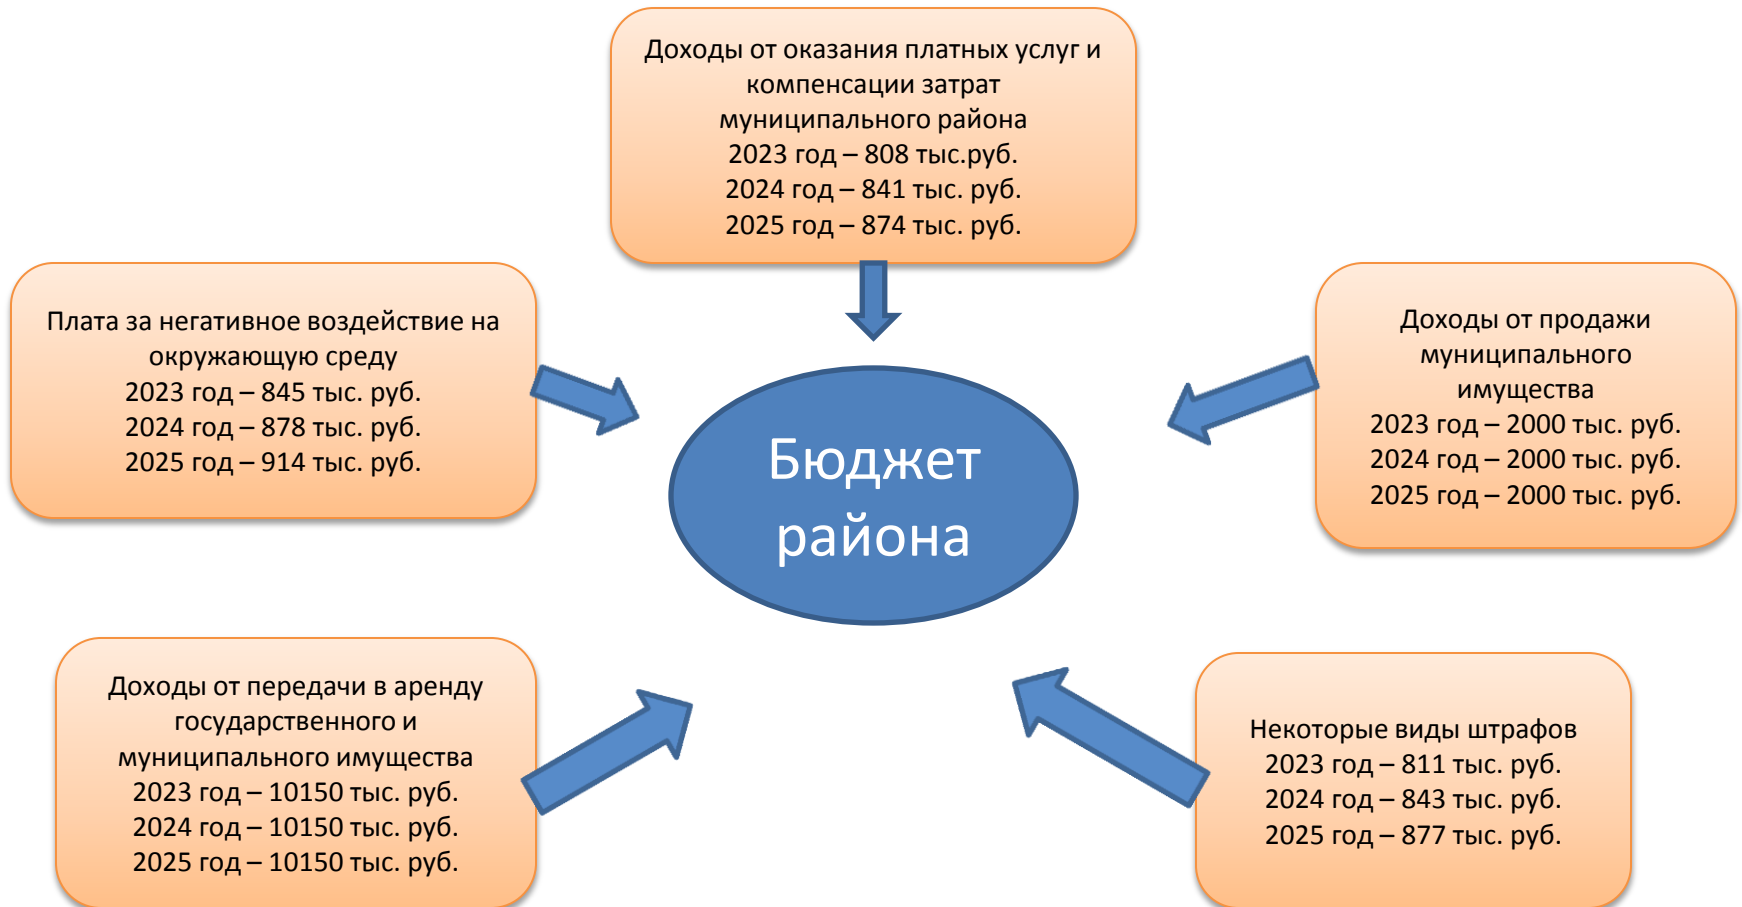 Доходы от оказания платных услуг и
компенсации затрат
муниципального района
2023 год – 808 тыс.руб.
2024 год – 841 тыс. руб.
2025 год – 874 тыс. руб.
Плата за негативное воздействие на
окружающую среду
2023 год – 845 тыс. руб.
2024 год – 878 тыс. руб.
2025 год – 914 тыс. руб.
Доходы от продажи
муниципального
имущества
2023 год – 2000 тыс. руб.
2024 год – 2000 тыс. руб.
2025 год – 2000 тыс. руб.
Бюджет
района
Доходы от передачи в аренду
государственного и
муниципального имущества
2023 год – 10150 тыс. руб.
2024 год – 10150 тыс. руб.
2025 год – 10150 тыс. руб.
Некоторые виды штрафов
2023 год – 811 тыс. руб.
2024 год – 843 тыс. руб.
2025 год – 877 тыс. руб.